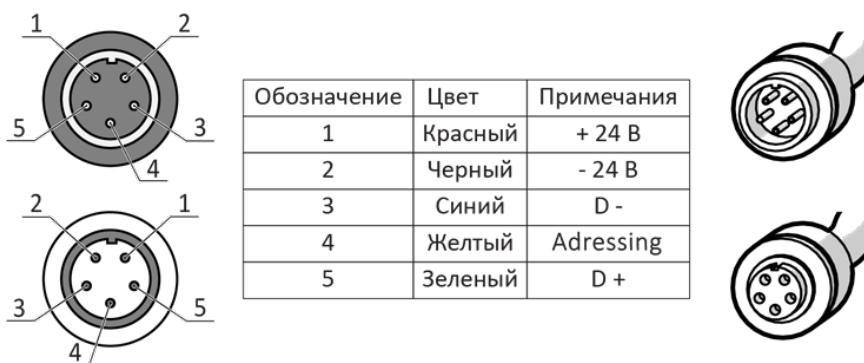 1 2
5 3
4
2 1
3 5
4
Обозначение Цвет Примечания
1 Красный + 24 В
2 Черный - 24 В
3 Синий D -
4 Желтый Adressing
5 Зеленый D +